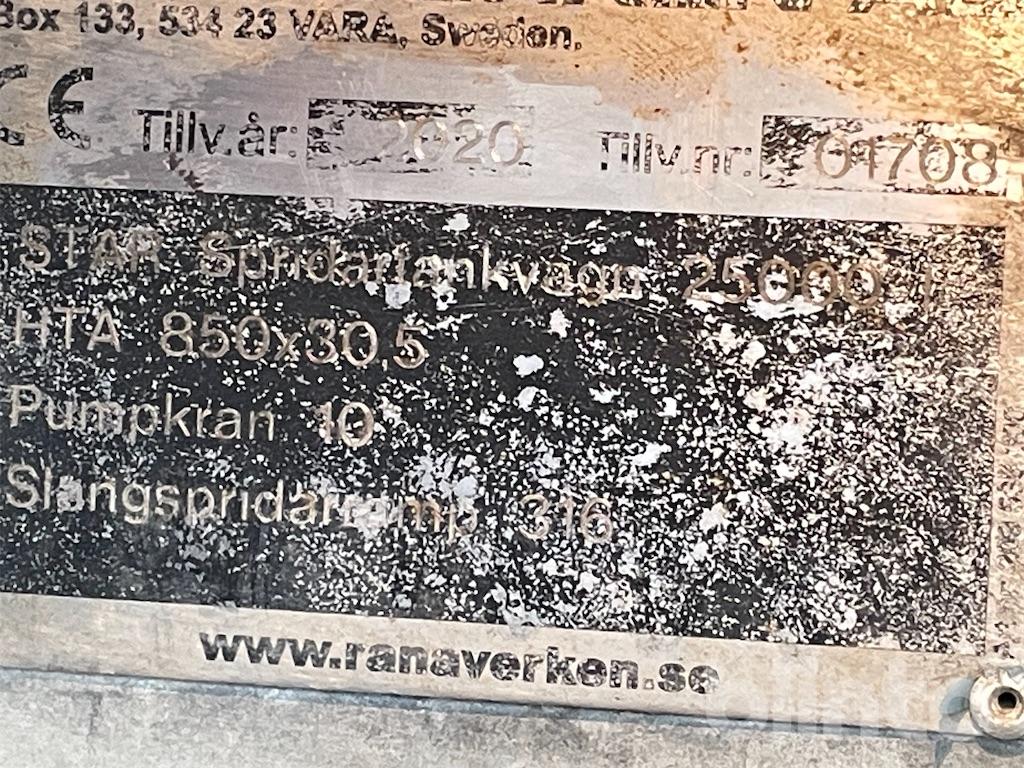 Box 133, 534 23 VARA, Sweden.
CE Tillv.år: 2020 Tillv.nr: 01708
STAR Spridartankvagn 25000 l
HTA 850x30,5
Pumpkran 10
Slangspridarramp 316
www.ranaverken.se